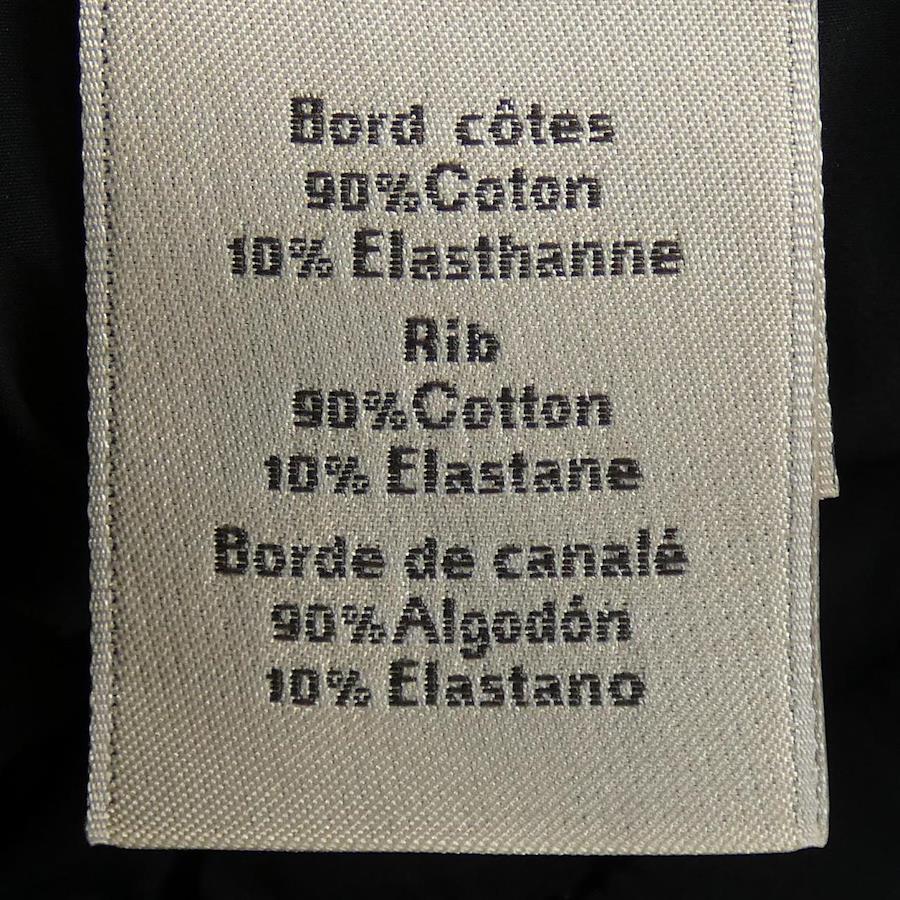 Bord côtes
90%Coton
10% Elasthanne
Rib
90%Cotton
10% Elastane
Borde de canalé
90%Algodón
10% Elastano